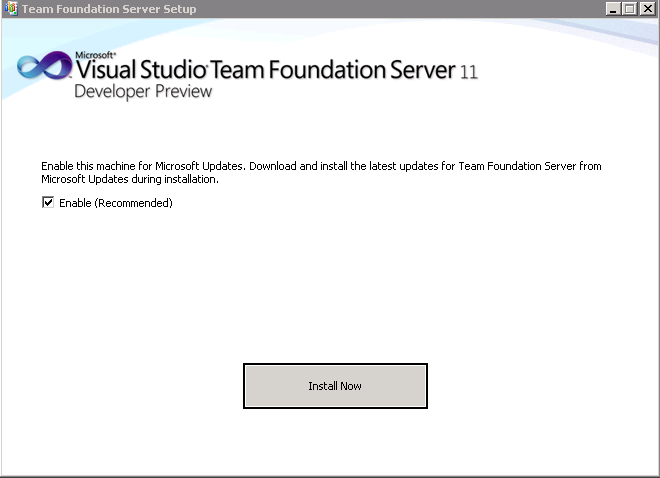 Team Foundation Server Setup
Microsoft®
Visual Studio® Team Foundation Server 11
Developer Preview
Enable this machine for Microsoft Updates. Download and install the latest updates for Team Foundation Server from
Microsoft Updates during installation.
Enable (Recommended)
Install Now